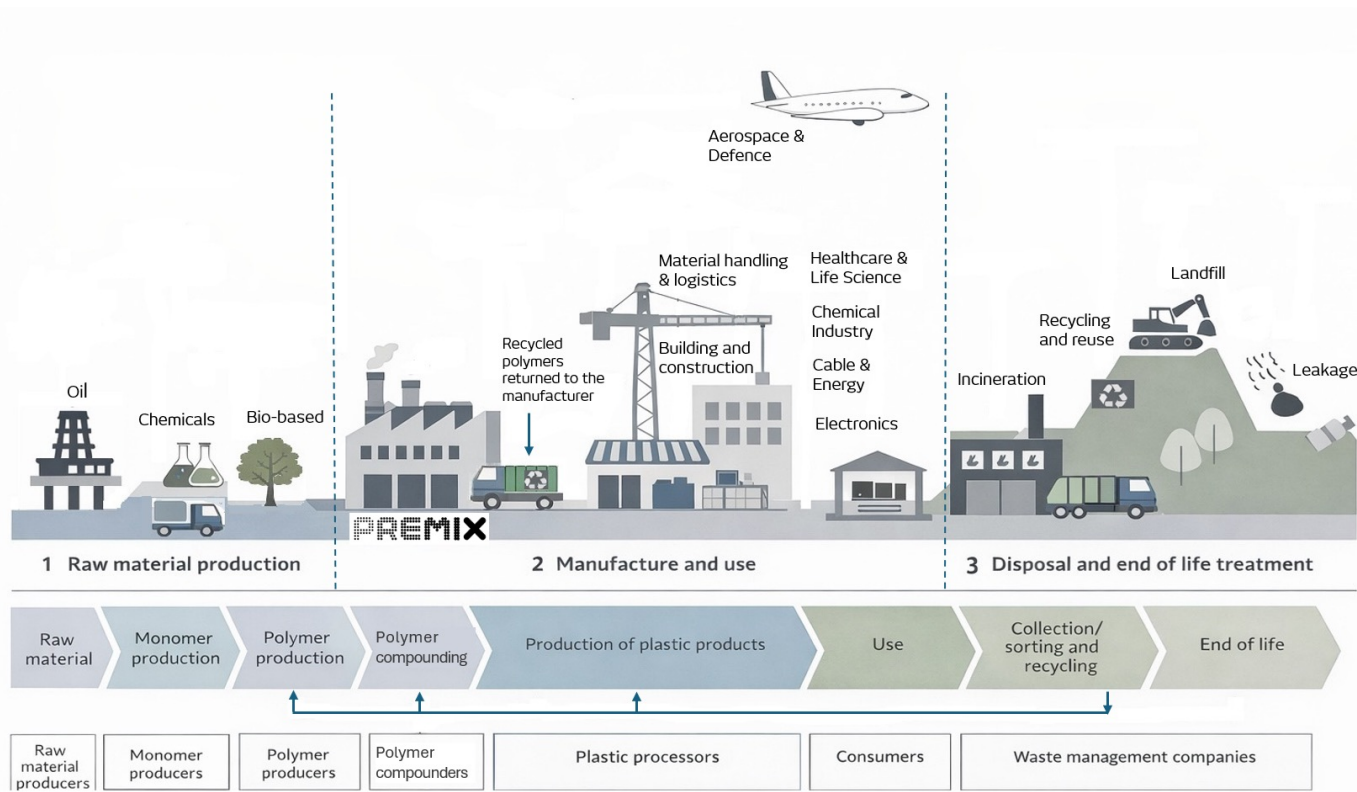 Aerospace &
Defence
Material handling
& logistics
Healthcare &
Life Science
Landfill
Chemical
Industry
Recycling
and reuse
Recycled
polymers
returned to the
manufacturer
Building and
construction
Cable &
Energy
Leakage
Incineration
Oil
Chemicals
Bio-based
Electronics
PREMIX
1 Raw material production
2 Manufacture and use
3 Disposal and end of life treatment
Raw
material
Monomer
production
Polymer
production
Polymer
compounding
Production of plastic products
Use
Collection/
sorting and
recycling
End of life
Raw
material
producers
Monomer
producers
Polymer
producers
Polymer
compounders
Plastic processors
Consumers
Waste management companies